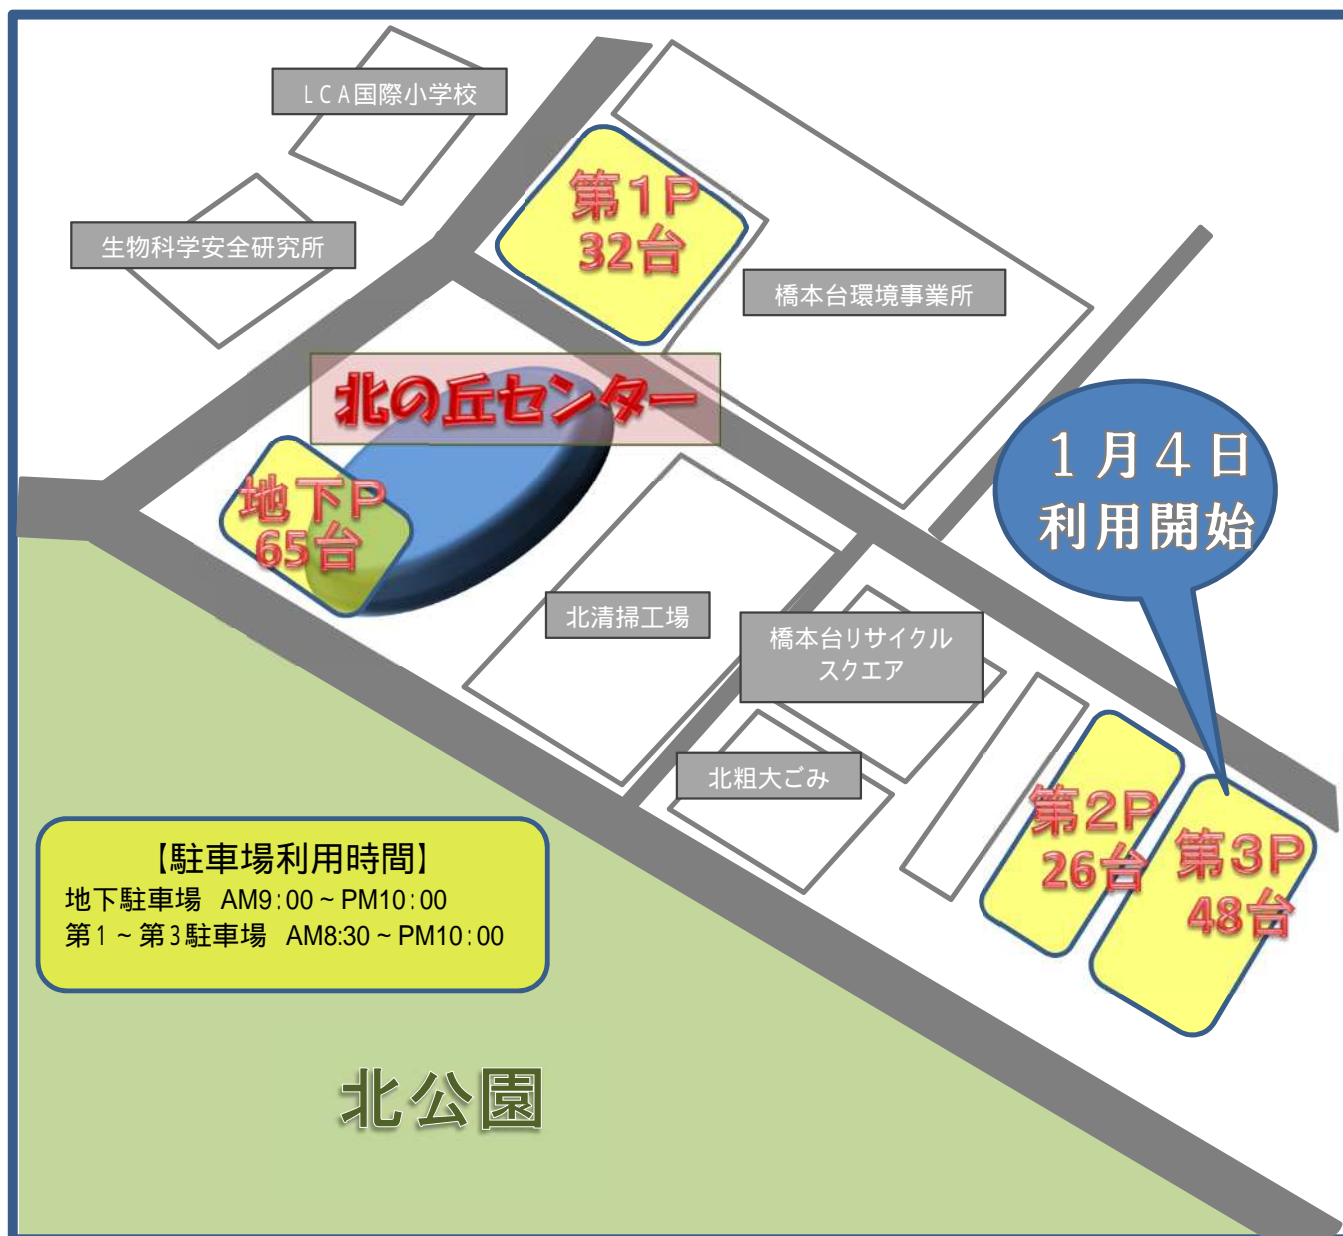 LCA国際小学校
第1P
32台
生物科学安全研究所
橋本台環境事業所
北の丘センター
1月4日
利用開始
地下P
65台
北清掃工場
橋本台リサイクル
スクエア
北粗大ごみ
第2P
26台
第3P
48台
【駐車場利用時間】
地下駐車場 AM9:00~PM10:00
第1~第3駐車場 AM8:30~PM10:00
北公園